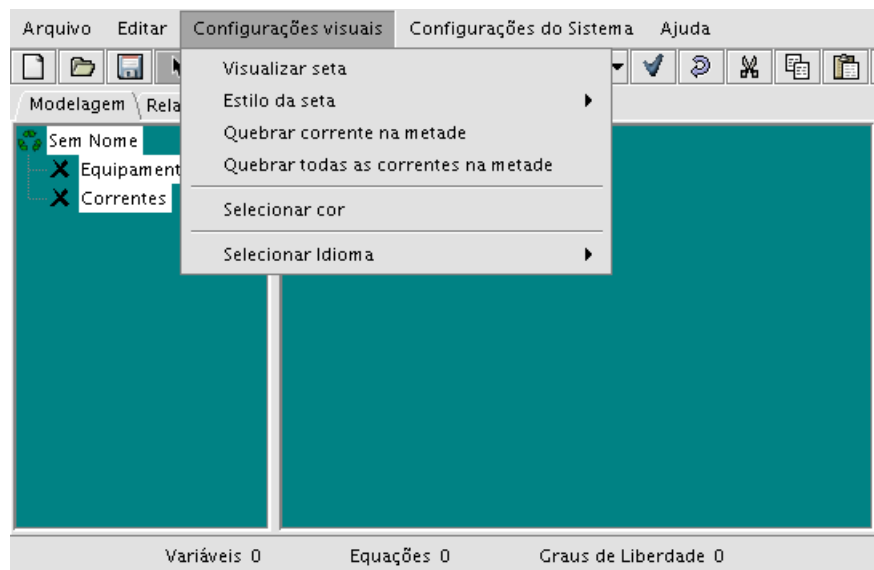 Arquivo Editar Configurações visuais Configurações do Sistema Ajuda
Visualizar seta
Modelagem Rela Estilo da seta
Sem Nome Quebrar corrente na metade
Equipament Quebrar todas as correntes na metade
Correntes
Selecionar cor
Selecionar Idioma
Variáveis 0 Equações 0 Graus de Liberdade 0